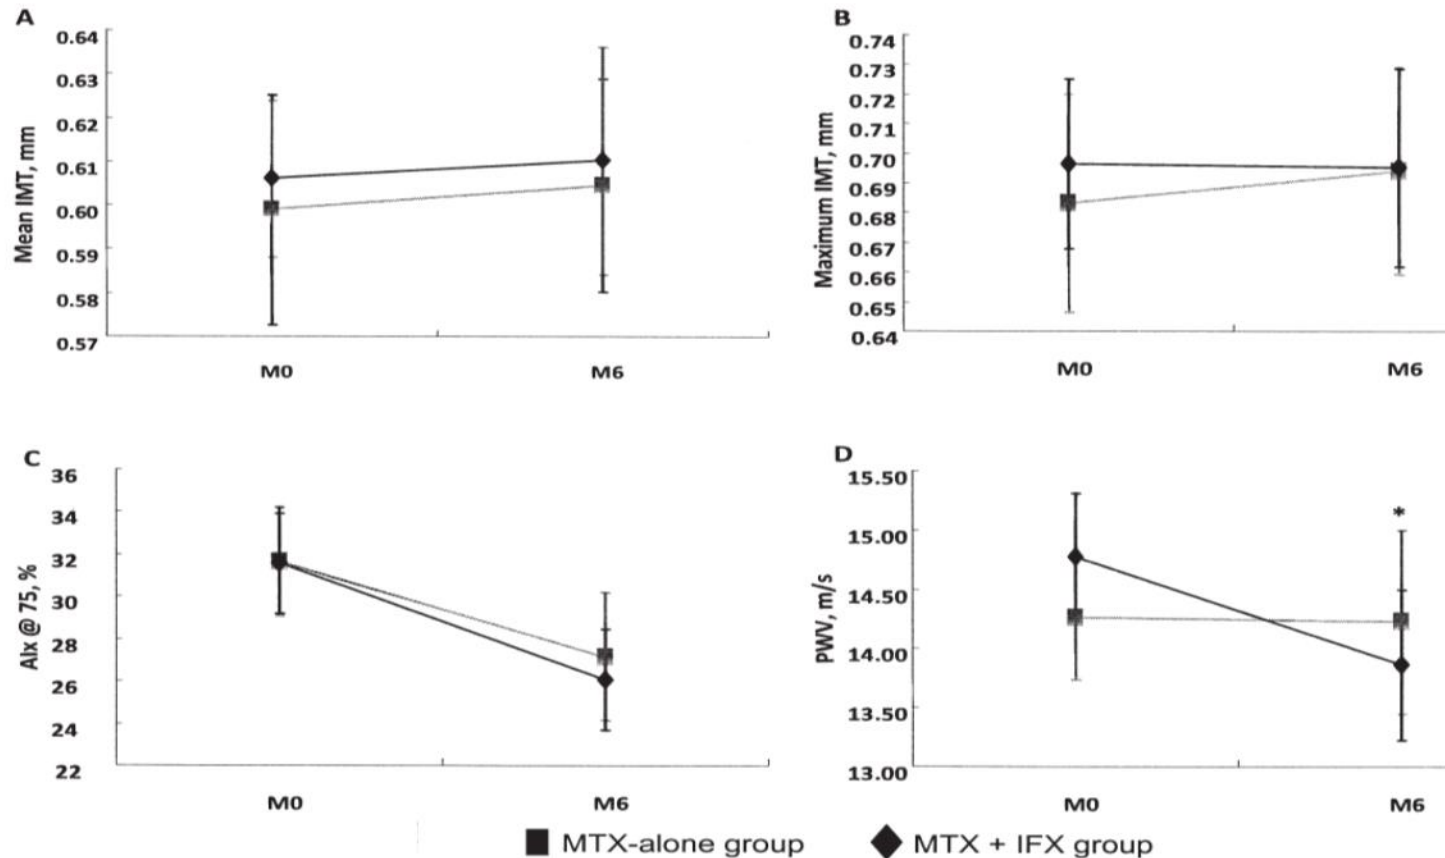 A
0.64
0.63
0.62
0.61
0.60
0.59
0.58
0.57
Mean IMT, mm
M0 M6
B
0.74
0.73
0.72
0.71
0.70
0.69
0.68
0.67
0.66
0.65
0.64
Maximum IMT, mm
M0 M6
C
36
34
32
30
28
26
24
22
AIx @ 75, %
M0 M6
D
15.50
15.00
14.50
14.00
13.50
13.00
PWV, m/s
*
M0 M6
MTX-alone group MTX + IFX group